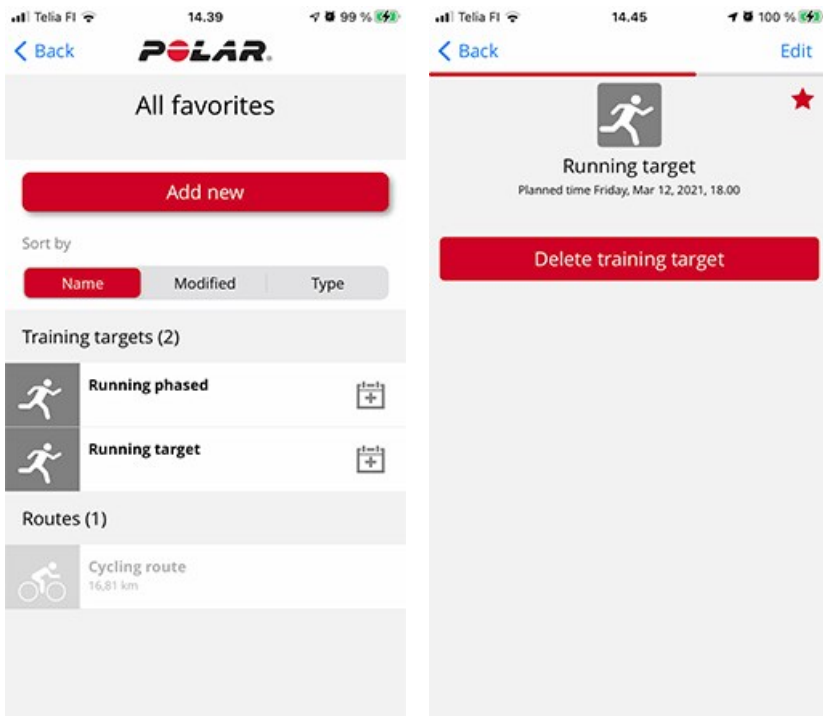 Telia FI 14.39 99 %
Back POLAR.
All favorites
Add new
Sort by
Name Modified Type
Training targets (2)
Running phased
Running target
Routes (1)
Cycling route
16,81 km
Telia FI 14.45 100 %
Back Edit
Running target
Planned time Friday, Mar 12, 2021, 18.00
Delete training target